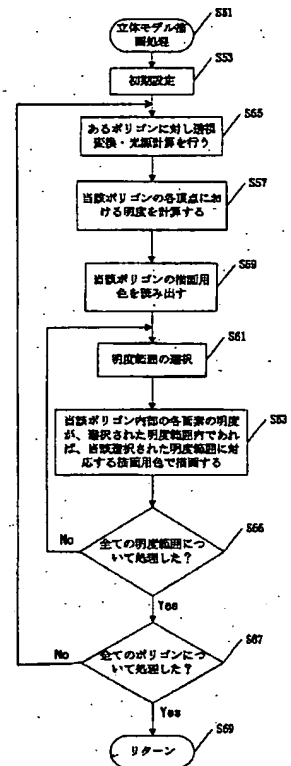 S51
立体モデル描
画処理
S53
初期設定
S55
あるポリゴンに対し透視
変換・光源計算を行う
S57
当該ポリゴンの各頂点にお
ける明度を計算する
S59
当該ポリゴンの描画用
色を読み出す
S61
明度範囲の選択
S63
当該ポリゴン内部の各画素の明度
が、選択された明度範囲内であれ
ば、当該選択された明度範囲に対
応する描画用色で描画する
S65
全ての明度範囲につ
いて処理した?
No
Yes
S67
全てのポリゴンにつ
いて処理した?
No
Yes
S69
リターン